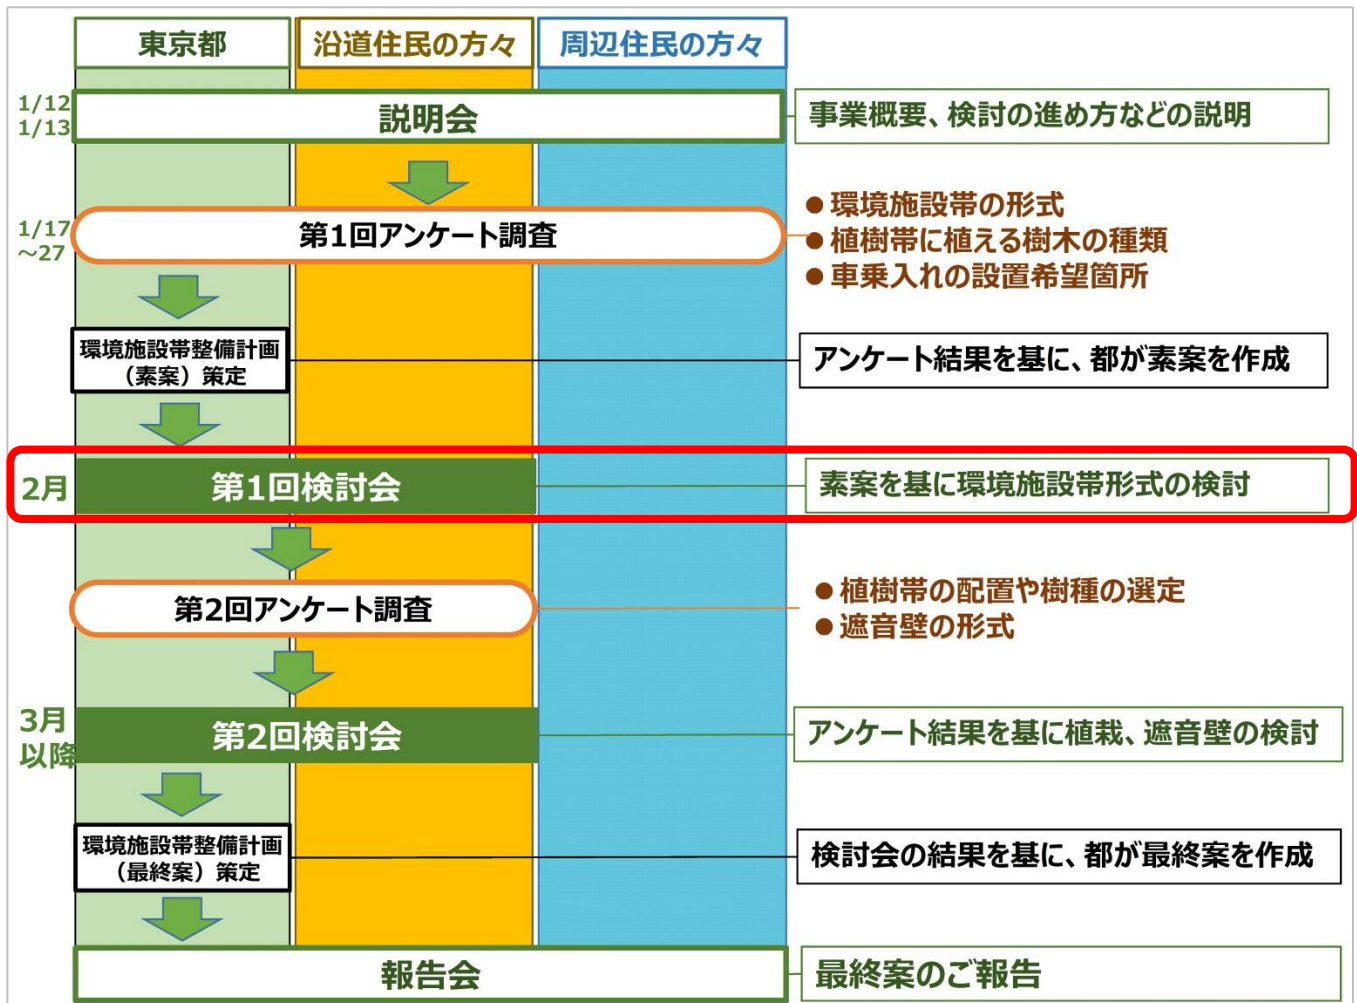 東京都
沿道住民の方々
周辺住民の方々
1/12
1/13
説明会
事業概要、検討の進め方などの説明
1/17
～27
第1回アンケート調査
● 環境施設帯の形式
● 植樹帯に植える樹木の種類
● 車乗入れの設置希望箇所
環境施設帯整備計画
（素案）策定
アンケート結果を基に、都が素案を作成
2月
第1回検討会
素案を基に環境施設帯形式の検討
第2回アンケート調査
● 植樹帯の配置や樹種の選定
● 遮音壁の形式
3月
以降
第2回検討会
アンケート結果を基に植栽、遮音壁の検討
環境施設帯整備計画
（最終案）策定
検討会の結果を基に、都が最終案を作成
報告会
最終案のご報告